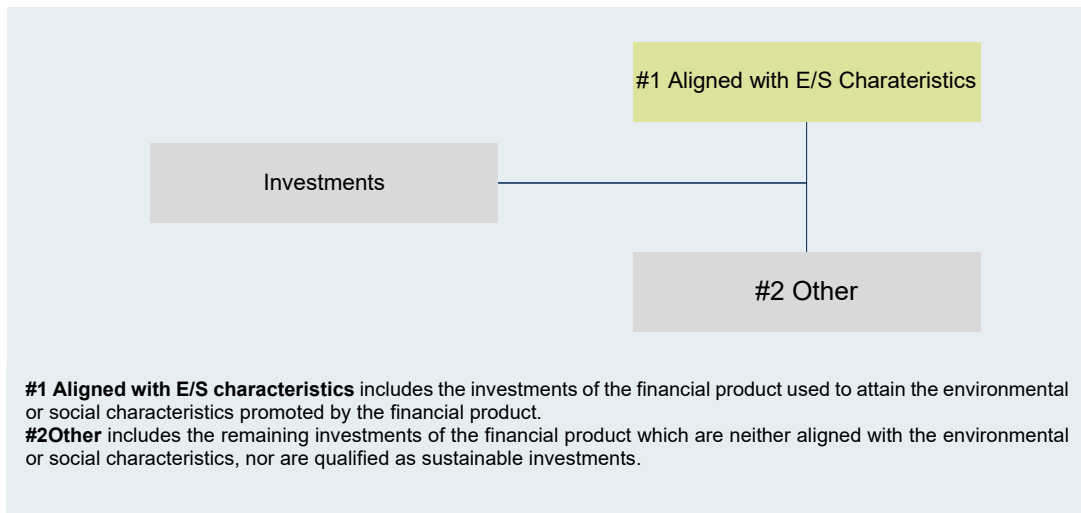 #1 Aligned with E/S Charateristics
Investments
#2 Other
#1 Aligned with E/S characteristics includes the investments of the financial product used to attain the environmental
or social characteristics promoted by the financial product.
#2Other includes the remaining investments of the financial product which are neither aligned with the environmental
or social characteristics, nor are qualified as sustainable investments.